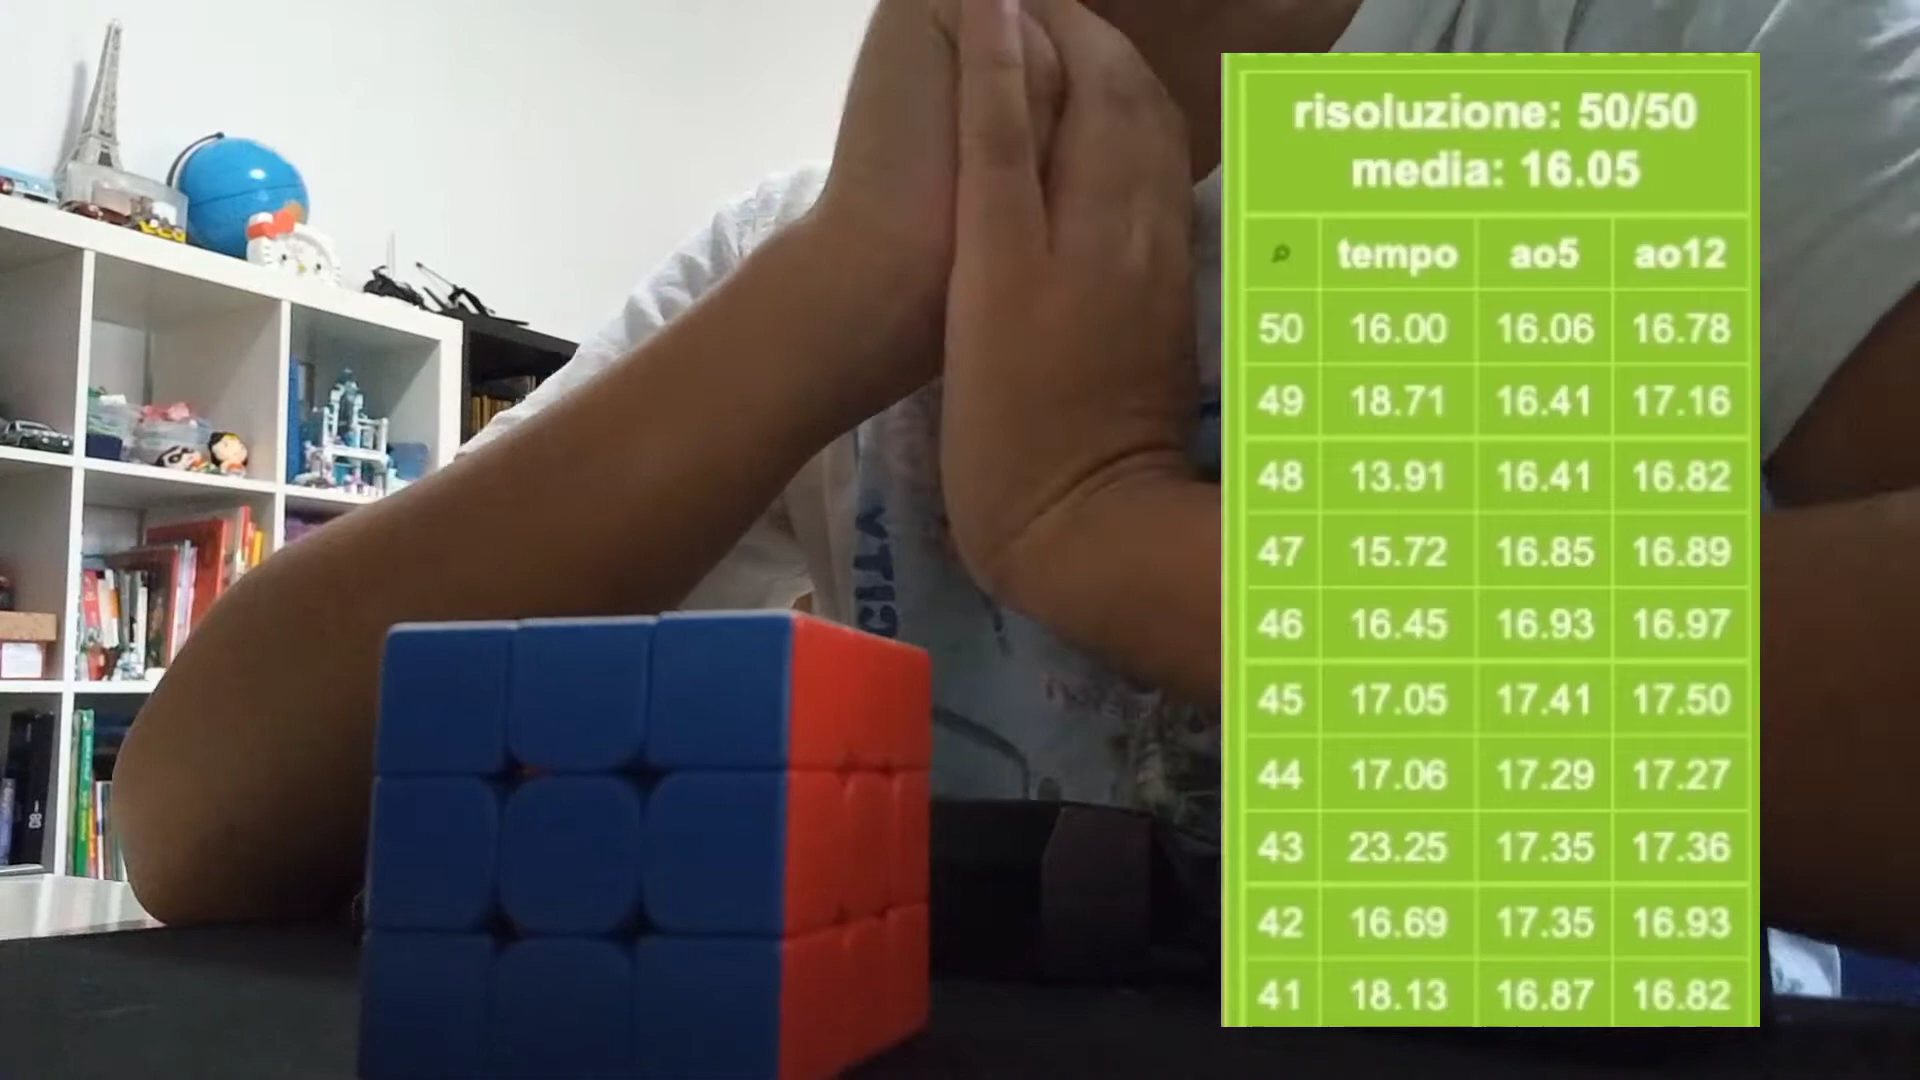 risoluzione: 50/50
media: 16.05
tempo ao5 ao12
50 16.00 16.06 16.78
49 18.71 16.41 17.16
48 13.91 16.41 16.82
47 15.72 16.85 16.89
46 16.45 16.93 16.97
45 17.05 17.41 17.50
44 17.06 17.29 17.27
43 23.25 17.35 17.36
42 16.69 17.35 16.93
41 18.13 16.87 16.82